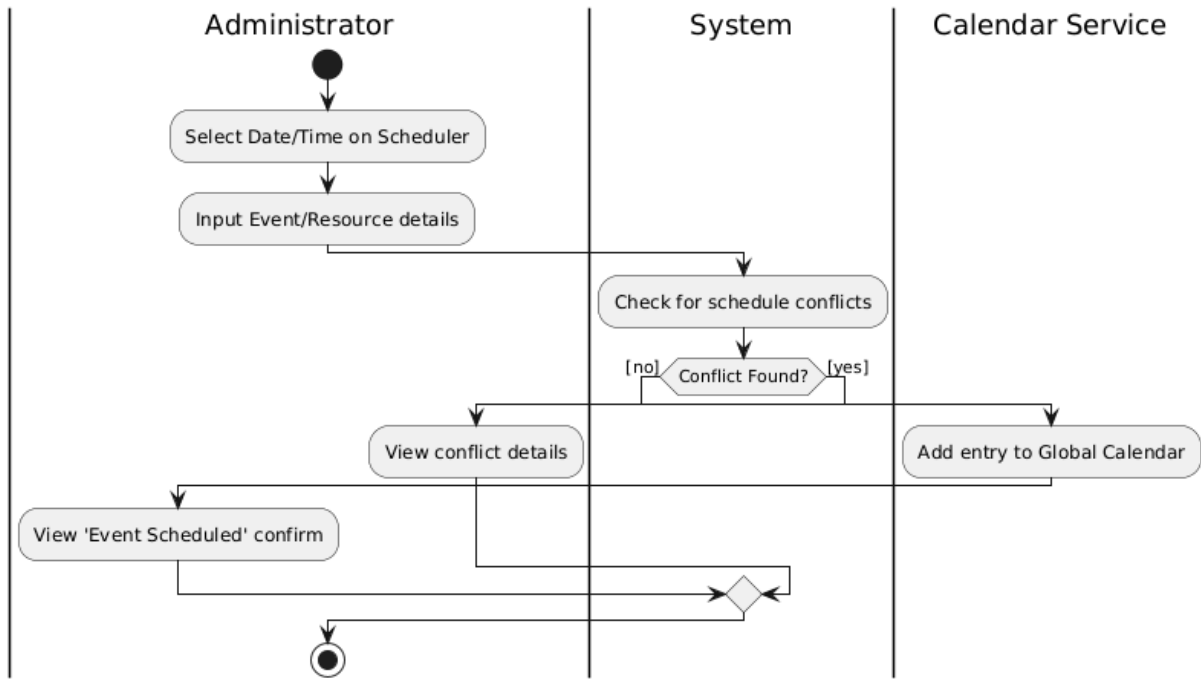 Administrator
System
Calendar Service
Select Date/Time on Scheduler
Input Event/Resource details
Check for schedule conflicts
[no]
Conflict Found?
[yes]
View conflict details
Add entry to Global Calendar
View 'Event Scheduled' confirm